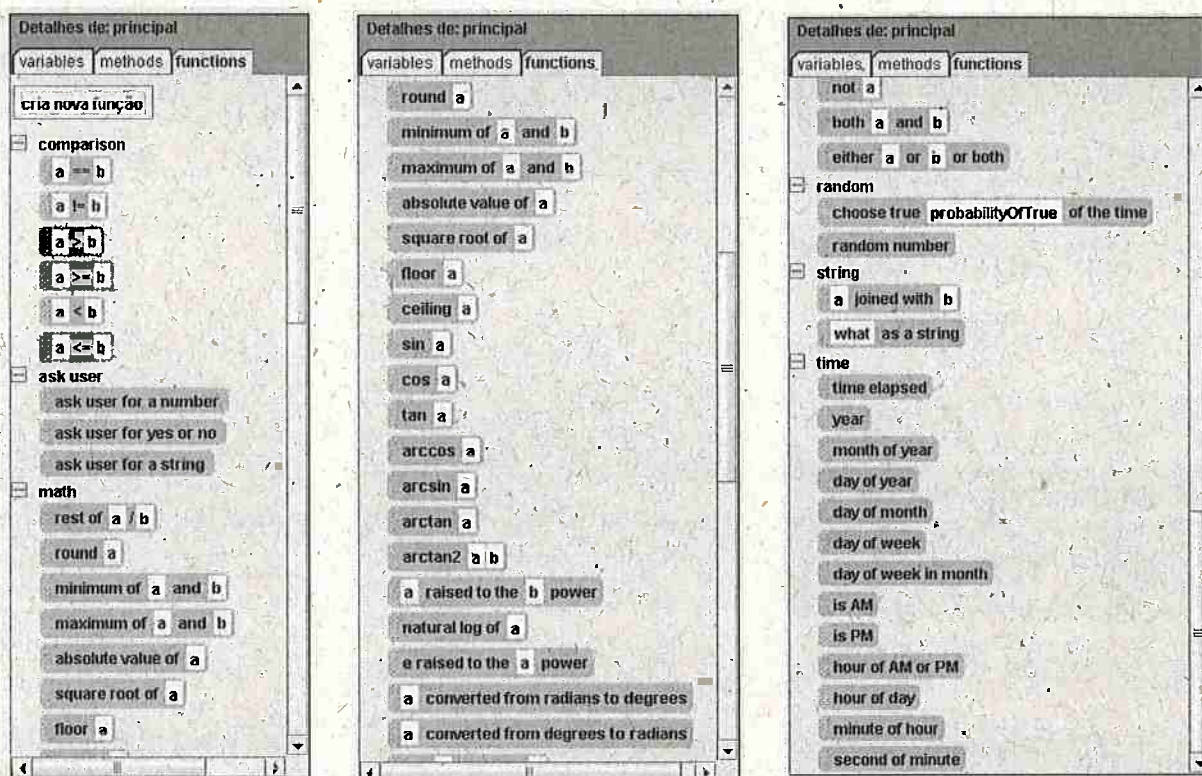 Detalhes de: principal
variables methods functions
cria nova função
comparison
a == b
a != b
a > b
a >= b
a < b
a <= b
ask user
ask user for a number
ask user for yes or no
ask user for a string
math
rest of a / b
round a
minimum of a and b
maximum of a and b
absolute value of a
square root of a
floor a
Detalhes de: principal
variables methods functions
round a
minimum of a and b
maximum of a and b
absolute value of a
square root of a
floor a
ceiling a
sin a
cos a
tan a
arccos a
arcsin a
arctan a
arctan2 a b
a raised to the b power
natural log of a
e raised to the a power
a converted from radians to degrees
a converted from degrees to radians
Detalhes de: principal
variables methods functions
not a
both a and b
either a or b or both
random
choose true probabilityOfTrue of the time
random number
string
a joined with b
what as a string
time
time elapsed
year
month of year
day of year
day of month
day of week
day of week in month
is AM
is PM
hour of AM or PM
hour of day
minute of hour
second of minute